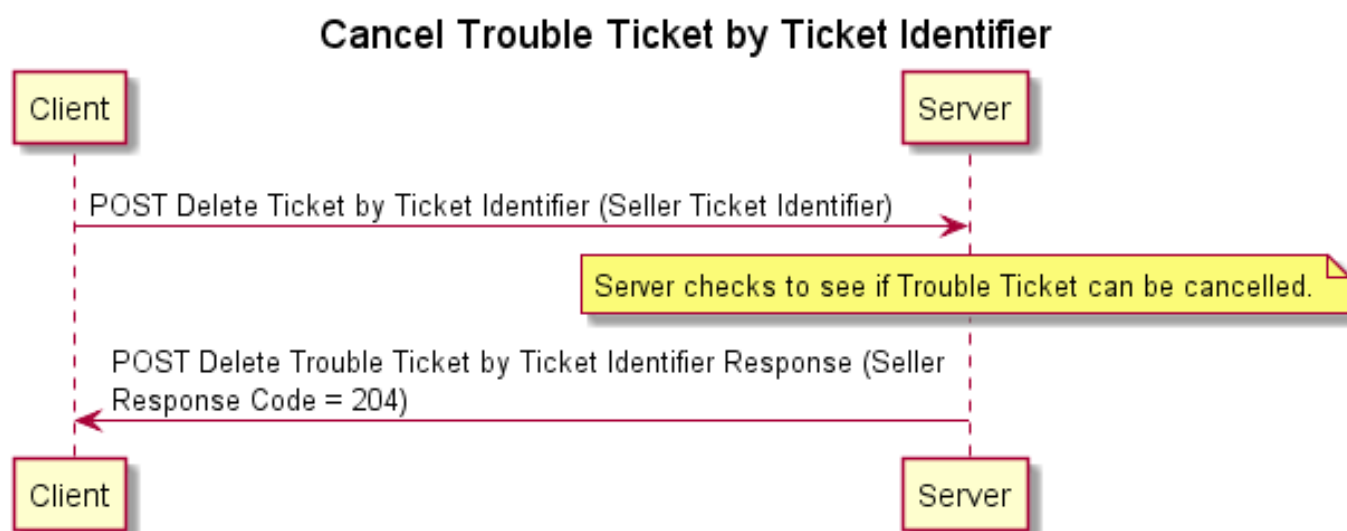 Cancel Trouble Ticket by Ticket Identifier
Client
Server
POST Delete Ticket by Ticket Identifier (Seller Ticket Identifier)
Server checks to see if Trouble Ticket can be cancelled.
POST Delete Trouble Ticket by Ticket Identifier Response (Seller
Response Code = 204)
Client
Server